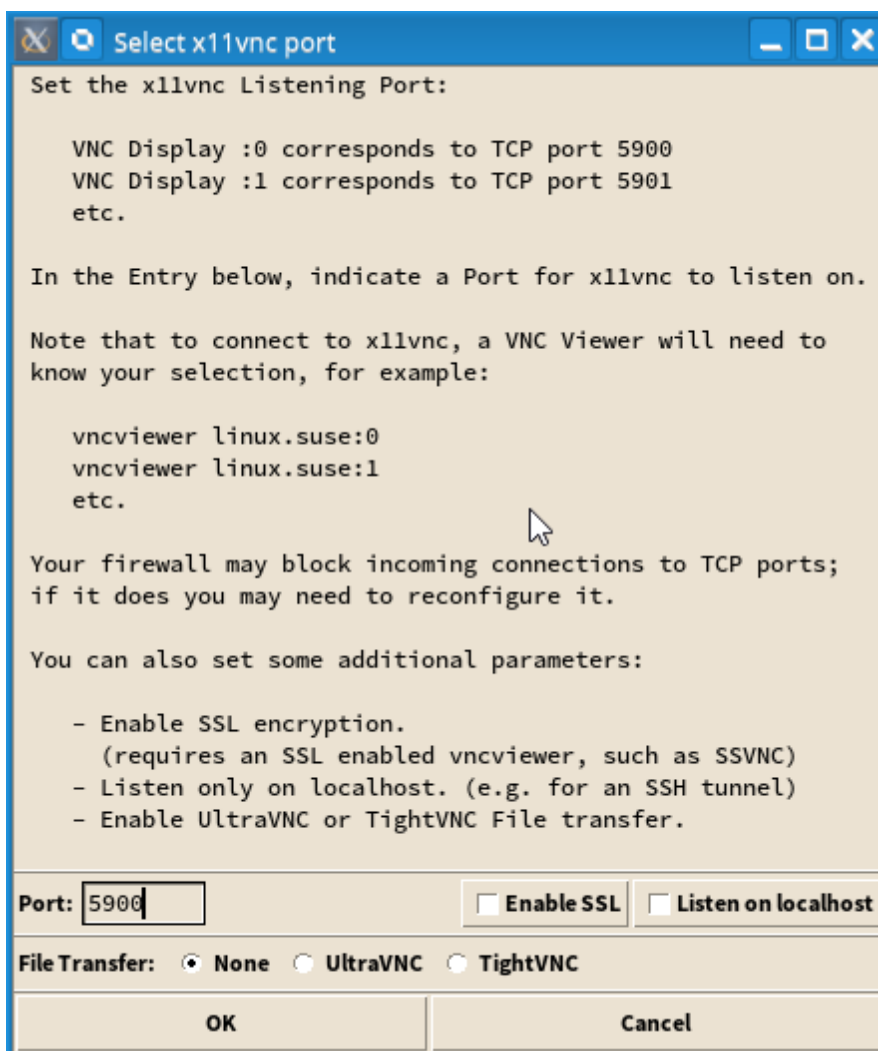 Select x11vnc port
Set the x11vnc Listening Port:
VNC Display :0 corresponds to TCP port 5900
VNC Display :1 corresponds to TCP port 5901
etc.
In the Entry below, indicate a Port for x11vnc to listen on.
Note that to connect to x11vnc, a VNC Viewer will need to
know your selection, for example:
vncviewer linux.suse:0
vncviewer linux.suse:1
etc.
Your firewall may block incoming connections to TCP ports;
if it does you may need to reconfigure it.
You can also set some additional parameters:
- Enable SSL encryption.
(requires an SSL enabled vncviewer, such as SSVNC)
- Listen only on localhost. (e.g. for an SSH tunnel)
- Enable UltraVNC or TightVNC File transfer.
Port: 5900 Enable SSL Listen on localhost
File Transfer: None UltraVNC TightVNC
OK Cancel